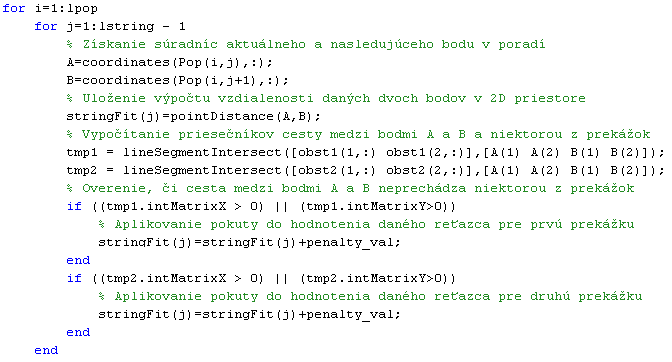 for i=1:lpop
for j=1:lstring - 1
% Získanie súradníc aktuálneho a nasledujúceho bodu v poradí
A=coordinates(Pop(i,j),:);
B=coordinates(Pop(i,j+1),:);
% Uloženie výpočtu vzdialenosti daných dvoch bodov v 2D priestore
stringFit(j)=pointDistance(A,B);
% Vypočítanie priesečníkov cesty medzi bodmi A a B a niektorou z prekážok
tmp1 = lineSegmentIntersect([obst1(1,:) obst1(2,:)],[A(1) A(2) B(1) B(2)]);
tmp2 = lineSegmentIntersect([obst2(1,:) obst2(2,:)],[A(1) A(2) B(1) B(2)]);
% Overenie, či cesta medzi bodmi A a B neprechádza niektorou z prekážok
if ((tmp1.intMatrixX > 0) || (tmp1.intMatrixY>0))
% Aplikovanie pokuty do hodnotenia daného reťazca pre prvú prekážku
stringFit(j)=stringFit(j)+penalty_val;
end
if ((tmp2.intMatrixX > 0) || (tmp2.intMatrixY>0))
% Aplikovanie pokuty do hodnotenia daného reťazca pre druhú prekážku
stringFit(j)=stringFit(j)+penalty_val;
end
end